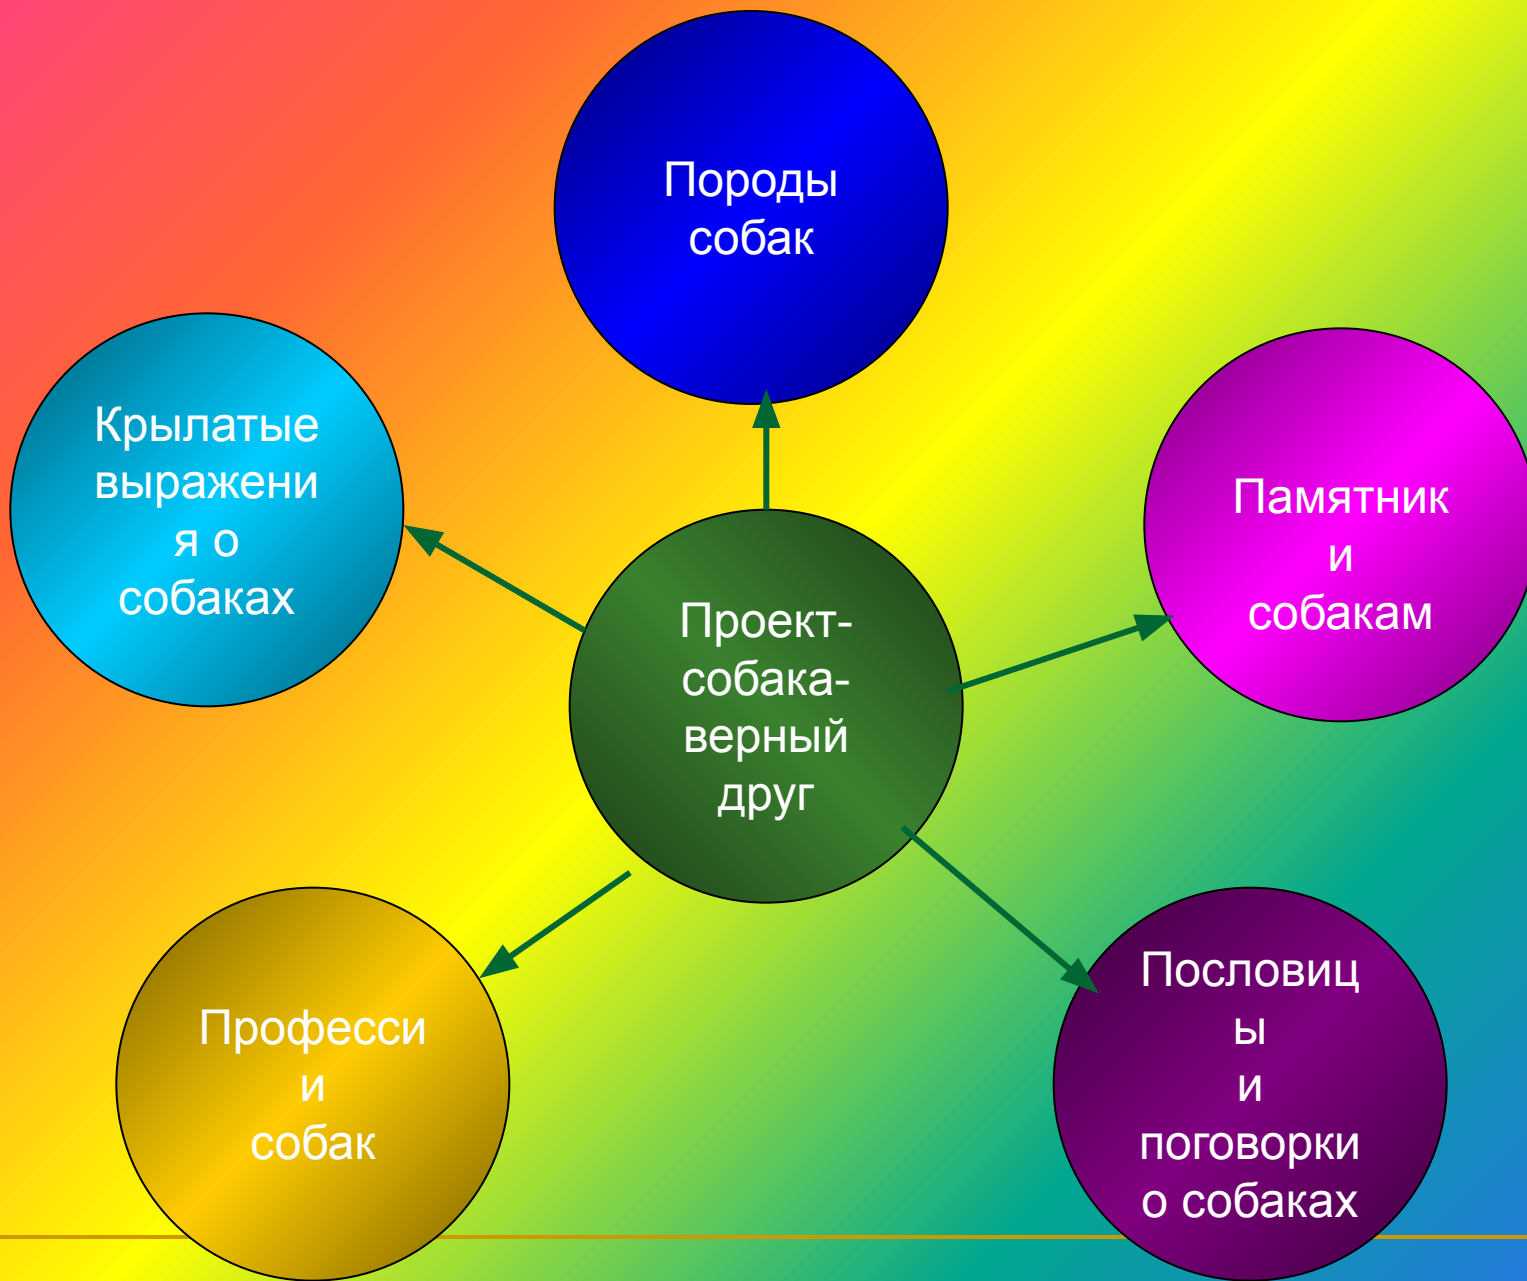 Породы
собак
Крылатые
выражени
я о
собаках
Памятник
и
собакам
Проект-
собака-
верный
друг
Професси
и
собак
Пословиц
ы
и
поговорки
о собаках